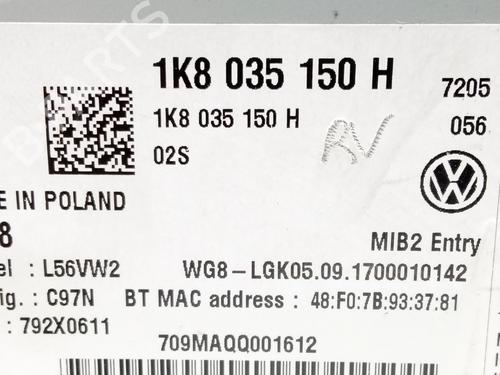 1K8 035 150 H
7205
1K8 035 150 H
056
02S
AV
E IN POLAND
8
MIB2 Entry
el : L56VW2
WG8-LGK05.09.1700010142
ig. : C97N
BT MAC address : 48:F0:7B:93:37:81
: 792X0611
709MAQQ001612